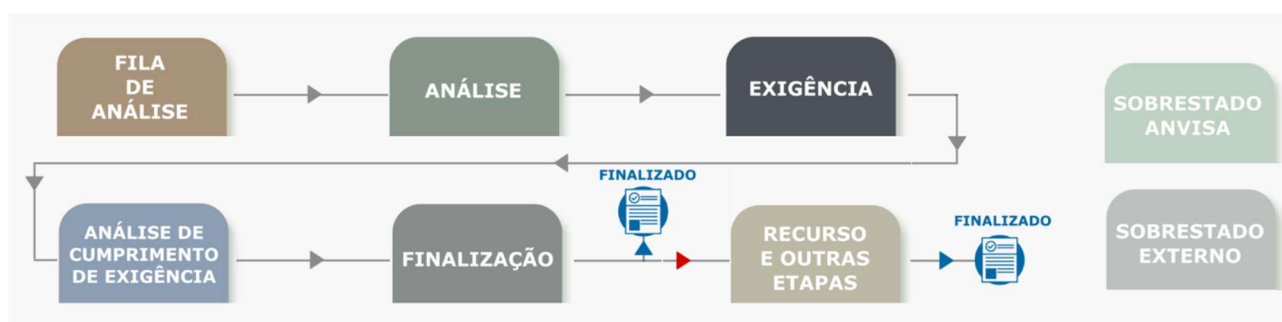 FILA
DE
ANÁLISE
ANÁLISE
EXIGÊNCIA
SOBRESTADO
ANVISA
FINALIZADO
ANÁLISE DE
CUMPRIMENTO
DE EXIGÊNCIA
FINALIZAÇÃO
RECURSO
E OUTRAS
ETAPAS
FINALIZADO
SOBRESTADO
EXTERNO